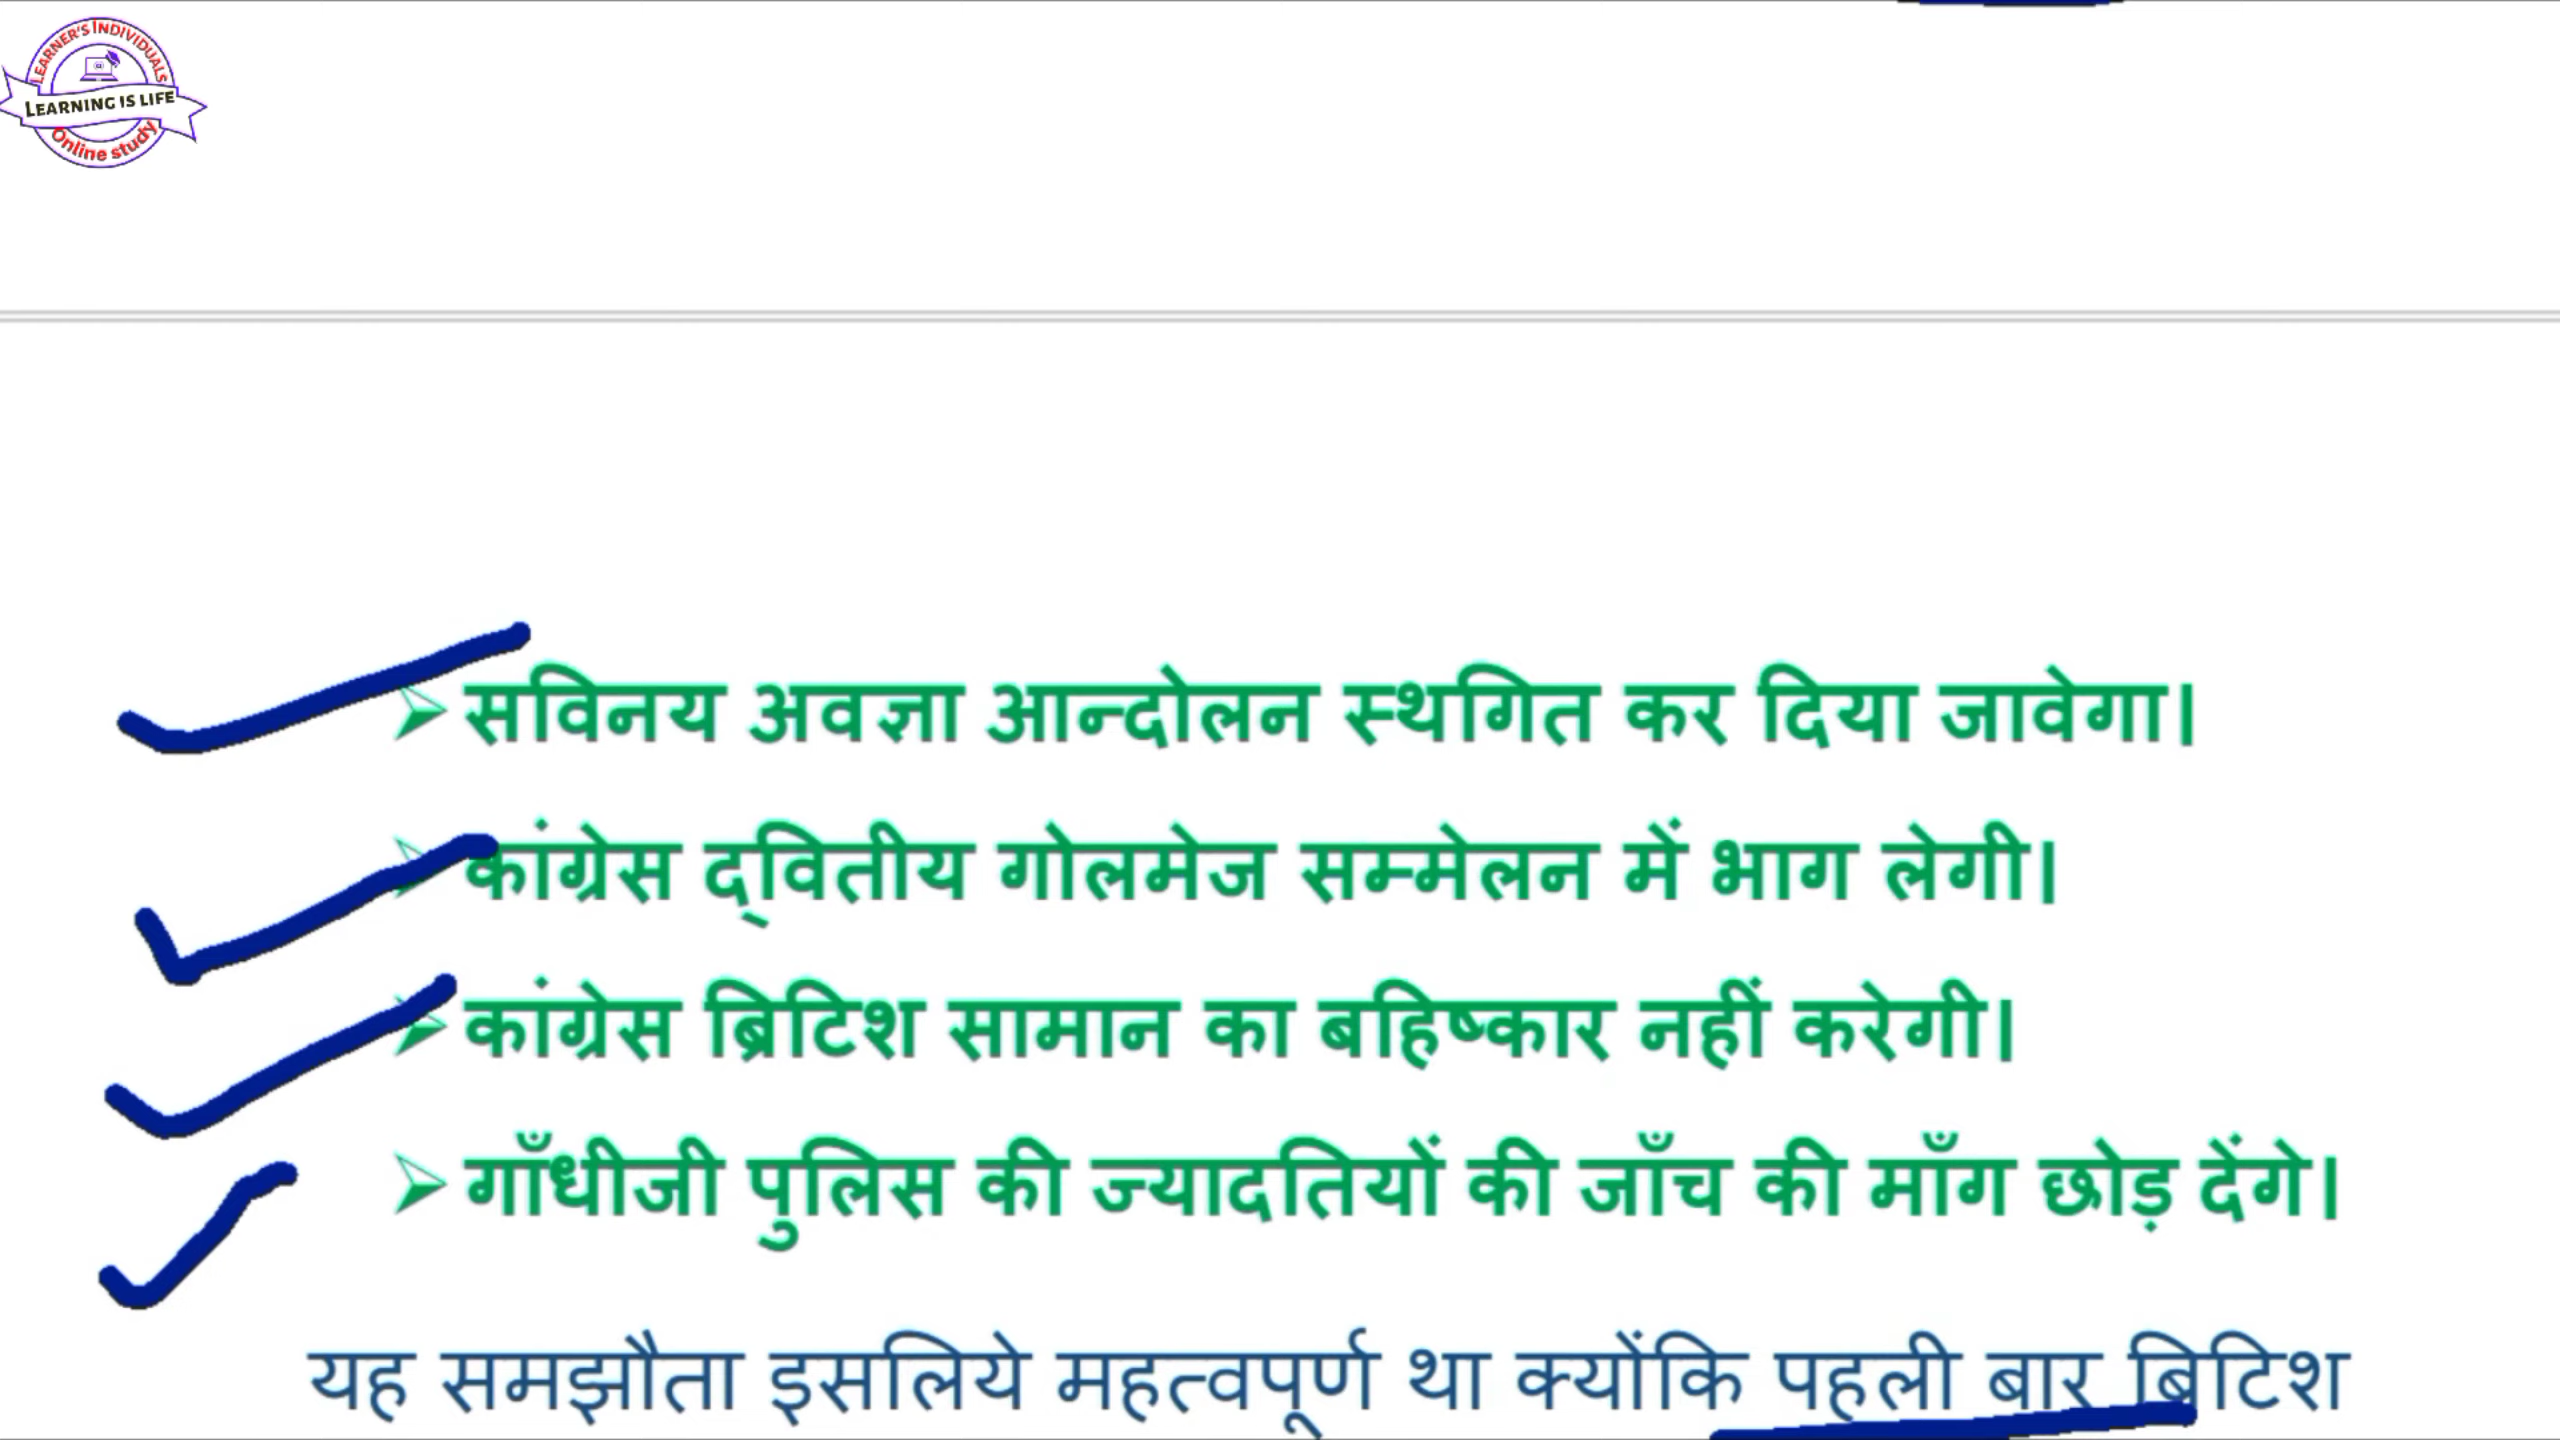 LEARNER'S INDIVIDUALS
LEARNING IS LIFE
Online study
सविनय अवज्ञा आन्दोलन स्थगित कर दिया जावेगा।
कांग्रेस द्‌वितीय गोलमेज सम्मेलन में भाग लेगी।
कांग्रेस ब्रिटिश सामान का बहिष्कार नहीं करेगी।
गाँधीजी पुलिस की ज्यादतियों की जाँच की माँग छोड़ देंगे।
यह समझौता इसलिये महत्वपूर्ण था क्योंकि पहली बार ब्रिटिश